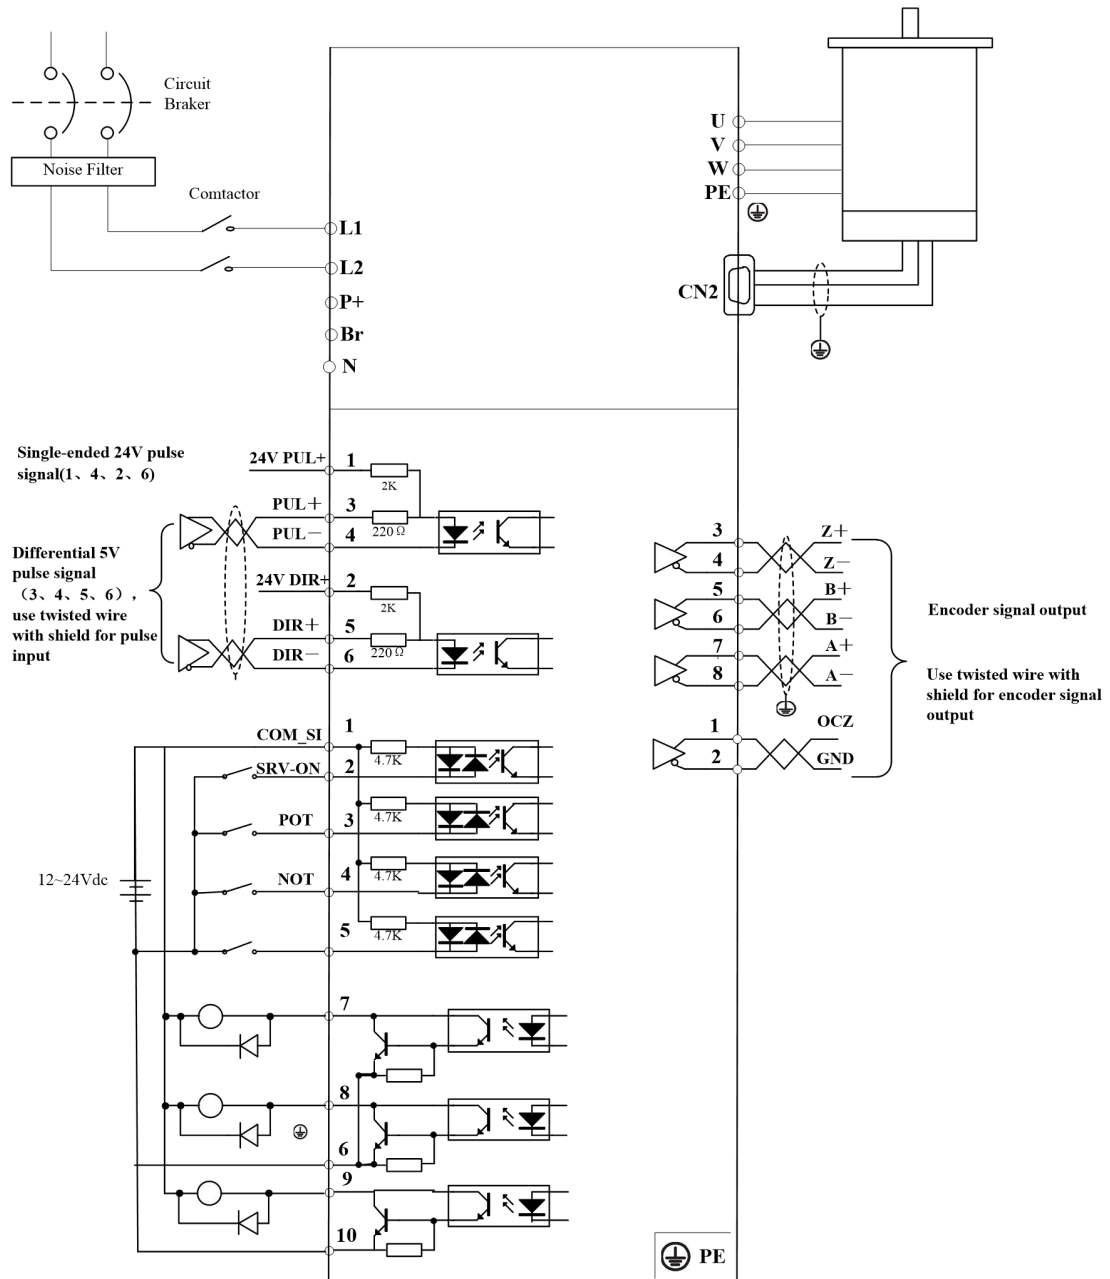 Circuit
Braker
Noise Filter
Comtactor
L1
L2
P+
Br
N
U
V
W
PE
CN2
Single-ended 24V pulse
signal(1、4、2、6)
24V PUL+ 1
2K
PUL+ 3
220Ω
PUL− 4
Differential 5V
pulse signal
（3、4、5、6）,
use twisted wire
with shield for pulse
input
24V DIR+ 2
2K
DIR+ 5
220Ω
DIR− 6
3 Z+
4 Z−
5 B+
6 B−
7 A+
8 A−
1 OCZ
2 GND
Encoder signal output
Use twisted wire with
shield for encoder signal
output
COM_SI 1
4.7K
SRV-ON 2
POT 3
4.7K
12~24Vdc
NOT 4
4.7K
5
4.7K
7
8
6
9
10
PE